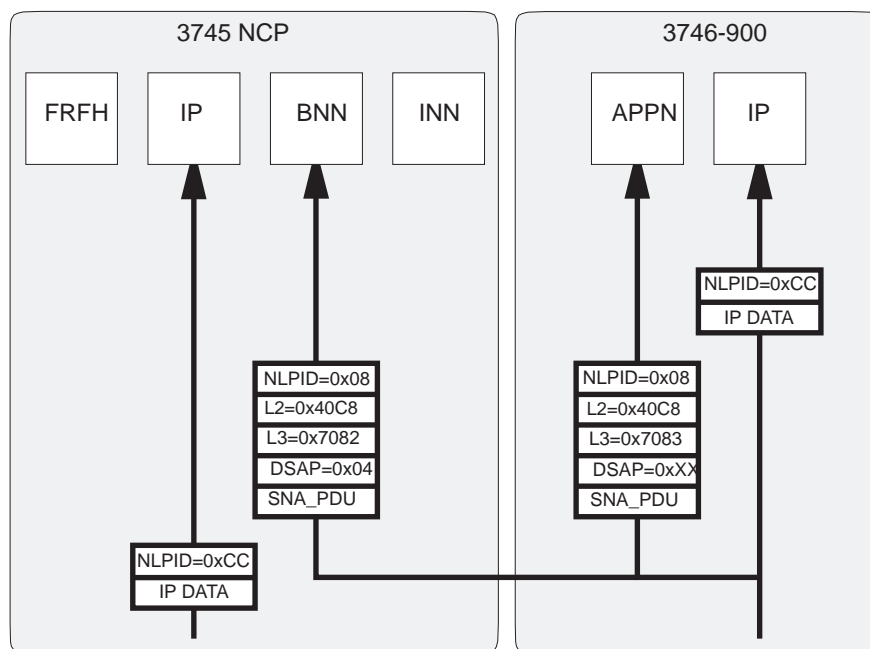 3745 NCP
FRFH
IP
BNN
INN
NLPID=0x08
L2=0x40C8
L3=0x7082
DSAP=0x04
SNA_PDU
NLPID=0xCC
IP DATA
3746-900
APPN
IP
NLPID=0xCC
IP DATA
NLPID=0x08
L2=0x40C8
L3=0x7083
DSAP=0xXX
SNA_PDU